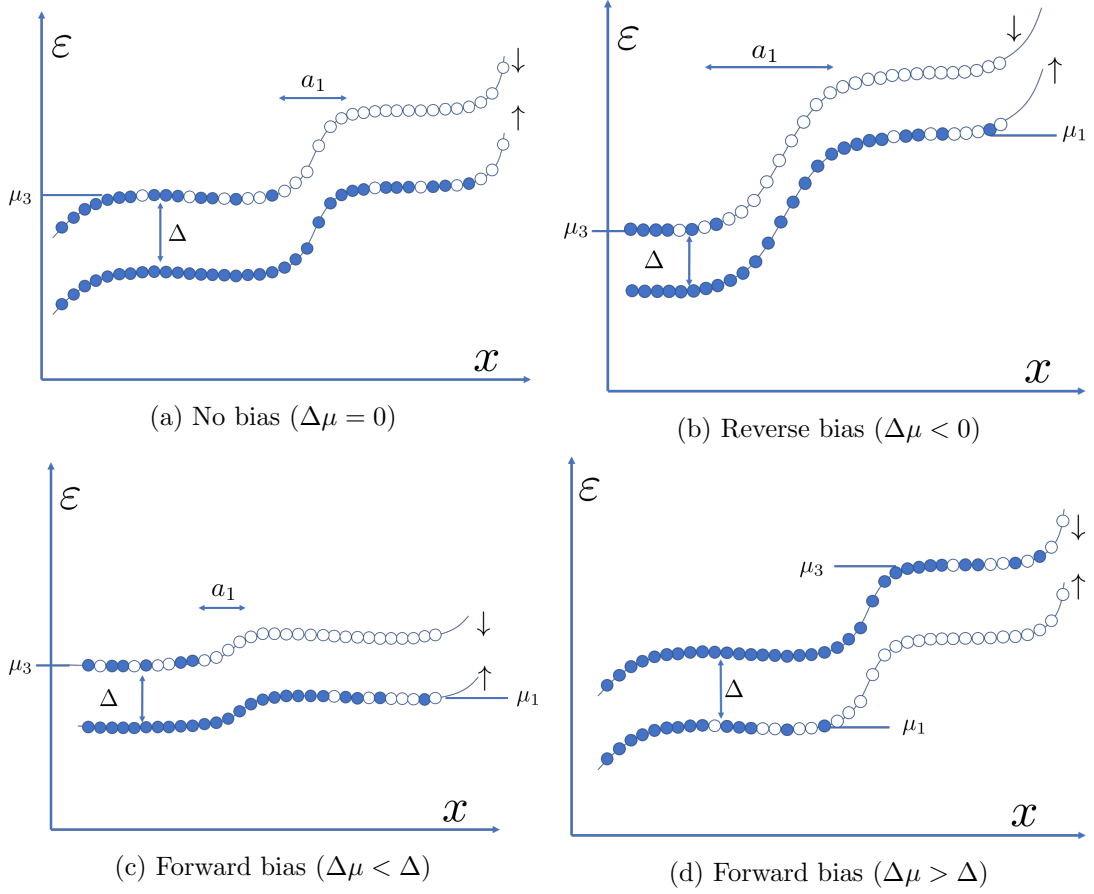 ε
a₁
↓
↑
μ₃
Δ
x
(a) No bias (Δμ = 0)
ε
a₁
↓
↑
μ₁
μ₃
Δ
x
(b) Reverse bias (Δμ < 0)
ε
a₁
↓
μ₃
Δ
↑
μ₁
x
(c) Forward bias (Δμ < Δ)
ε
↓
μ₃
↑
Δ
μ₁
x
(d) Forward bias (Δμ > Δ)